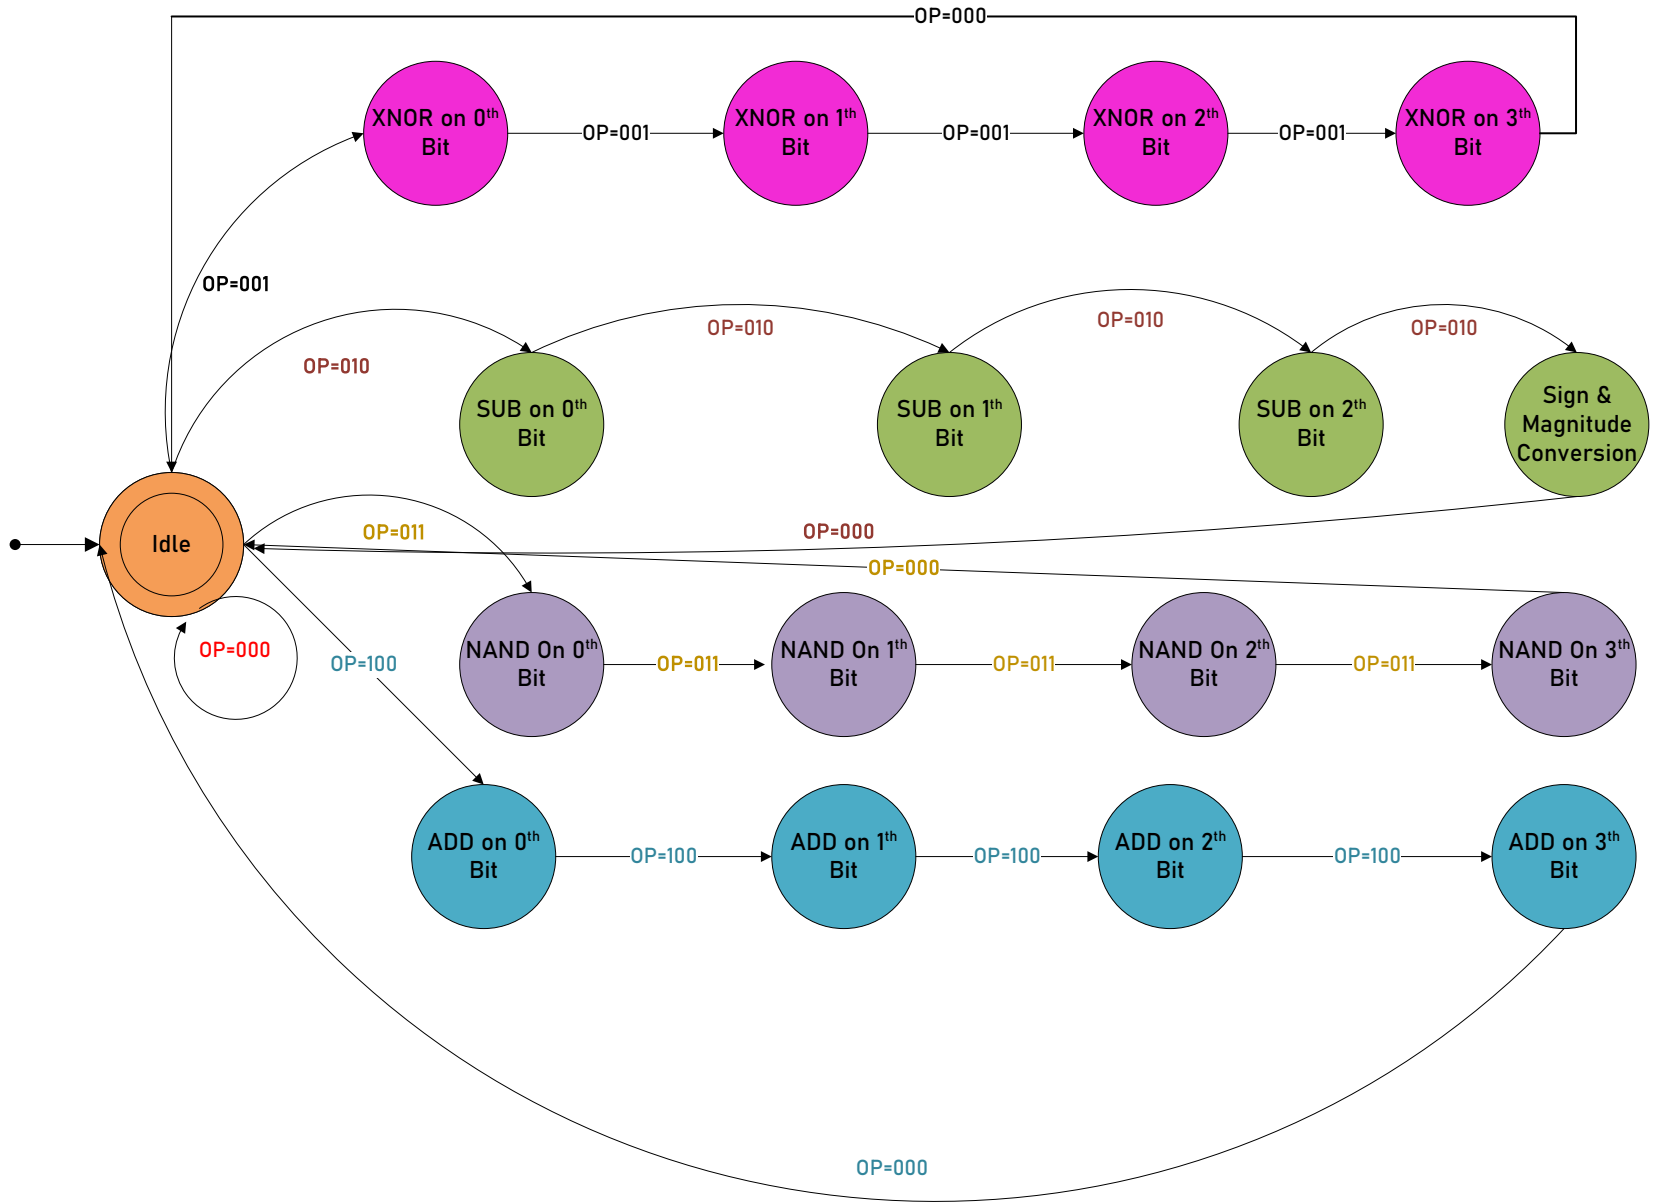 OP=000
XNOR on 0th
Bit
OP=001
XNOR on 1th
Bit
OP=001
XNOR on 2th
Bit
OP=001
XNOR on 3th
Bit
OP=001
OP=010
OP=010
OP=010
OP=010
SUB on 0th
Bit
SUB on 1th
Bit
SUB on 2th
Bit
Sign &
Magnitude
Conversion
Idle
OP=011
OP=000
OP=000
OP=000
OP=100
NAND On 0th
Bit
OP=011
NAND On 1th
Bit
OP=011
NAND On 2th
Bit
OP=011
NAND On 3th
Bit
ADD on 0th
Bit
OP=100
ADD on 1th
Bit
OP=100
ADD on 2th
Bit
OP=100
ADD on 3th
Bit
OP=000